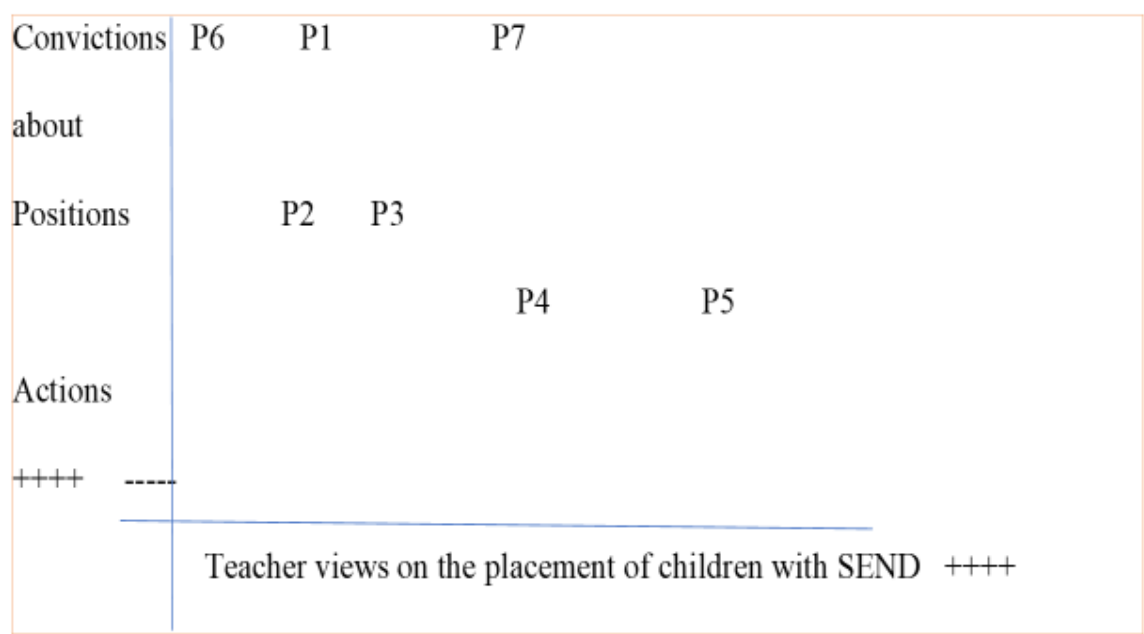 Convictions P6 P1 P7
about
Positions P2 P3
P4 P5
Actions
++++ -----
Teacher views on the placement of children with SEND ++++